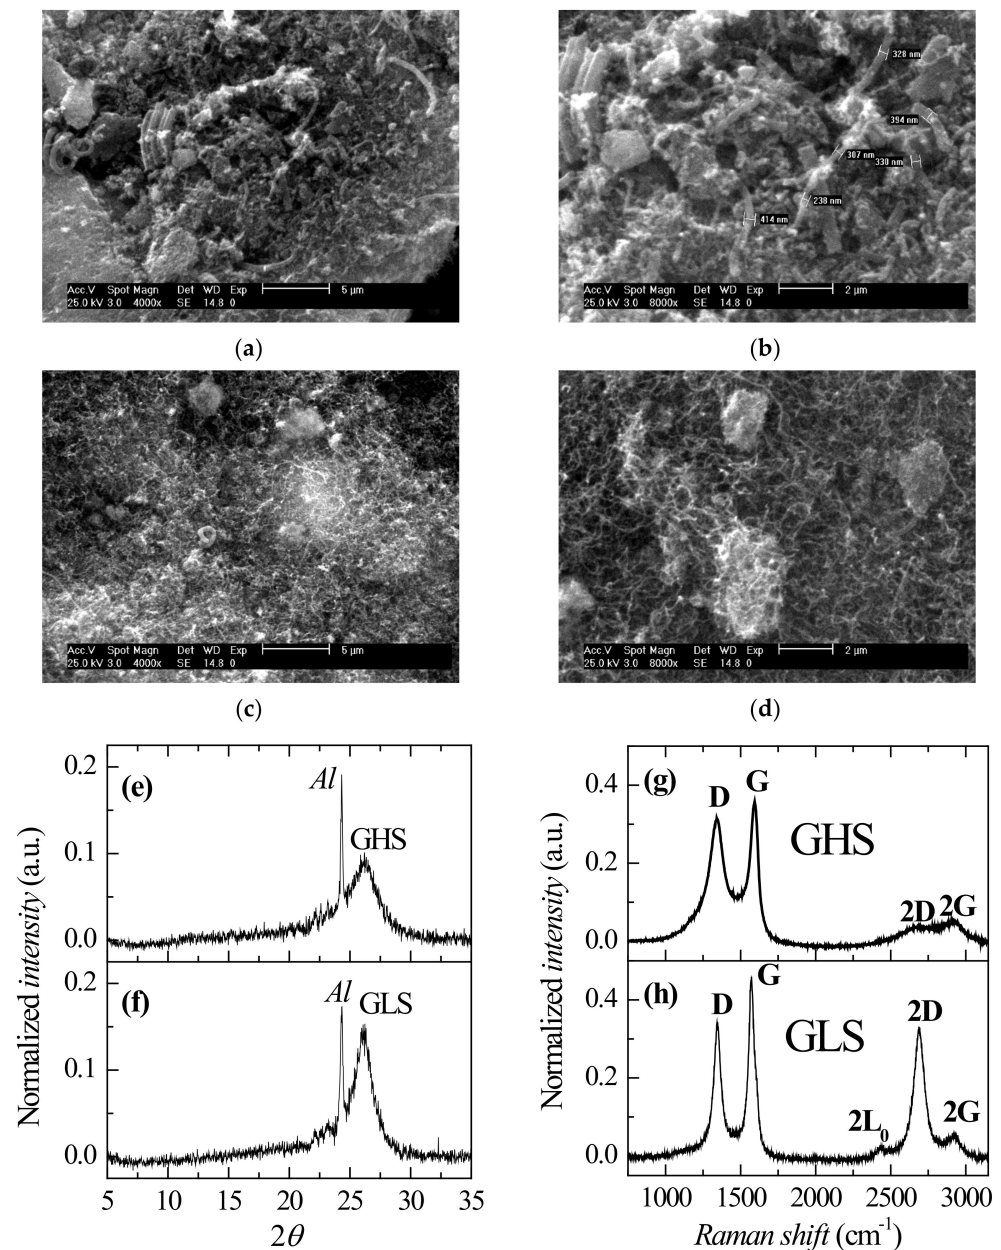 Acc.V Spot Magn Det WD Exp 5 µm
25.0 kV 3.0 4000x SE 14.8 0
(a)
328 nm
394 nm
307 nm
330 nm
238 nm
414 nm
Acc.V Spot Magn Det WD Exp 2 µm
25.0 kV 3.0 8000x SE 14.8 0
(b)
Acc.V Spot Magn Det WD Exp 5 µm
25.0 kV 3.0 4000x SE 14.8 0
(c)
Acc.V Spot Magn Det WD Exp 2 µm
25.0 kV 3.0 8000x SE 14.8 0
(d)
Normalized intensity (a.u.)
0.2
0.1
0.0
(e)
Al
GHS
0.2
0.1
0.0
(f)
Al
GLS
5 10 15 20 25 30 35
2θ
Normalized intensity (a.u.)
0.4
0.2
0.0
(g)
D
G
GHS
2D
2G
0.4
0.2
0.0
(h)
D
G
GLS
2L0
2D
2G
1000 1500 2000 2500 3000
Raman shift (cm-1)